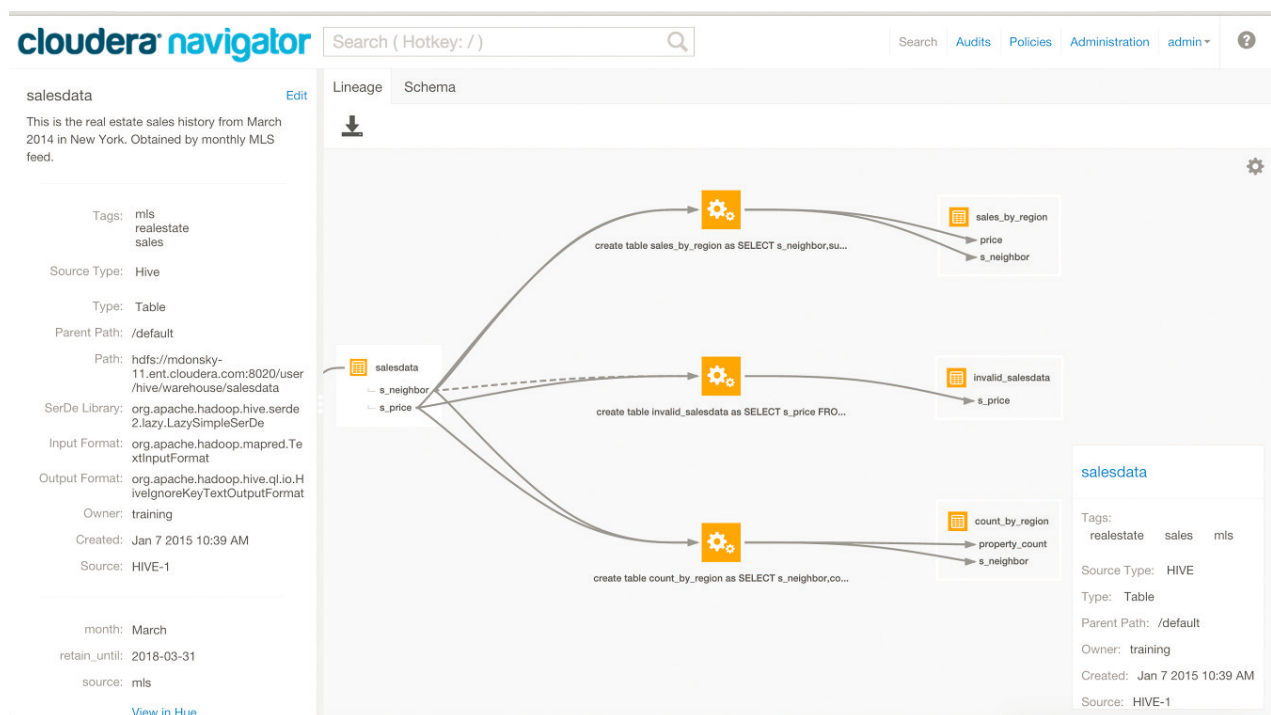 cloudera navigator
Search ( Hotkey: / )
Search Audits Policies Administration admin ?
salesdata Edit
This is the real estate sales history from March
2014 in New York. Obtained by monthly MLS
feed.
Tags: mls
realestate
sales
Source Type: Hive
Type: Table
Parent Path: /default
Path: hdfs://mdonsky-
11.ent.cloudera.com:8020/user
/hive/warehouse/salesdata
SerDe Library: org.apache.hadoop.hive.serde
2.lazy.LazySimpleSerDe
Input Format: org.apache.hadoop.mapred.Te
xtInputFormat
Output Format: org.apache.hadoop.hive.ql.io.H
iveIgnoreKeyTextOutputFormat
Owner: training
Created: Jan 7 2015 10:39 AM
Source: HIVE-1
month: March
retain_until: 2018-03-31
source: mls
View in Hue
Lineage Schema
salesdata
s_neighbor
s_price
create table sales_by_region as SELECT s_neighbor,su...
sales_by_region
price
s_neighbor
create table invalid_salesdata as SELECT s_price FRO...
invalid_salesdata
s_price
create table count_by_region as SELECT s_neighbor,co...
count_by_region
property_count
s_neighbor
salesdata
Tags:
realestate sales mls
Source Type: HIVE
Type: Table
Parent Path: /default
Owner: training
Created: Jan 7 2015 10:39 AM
Source: HIVE-1